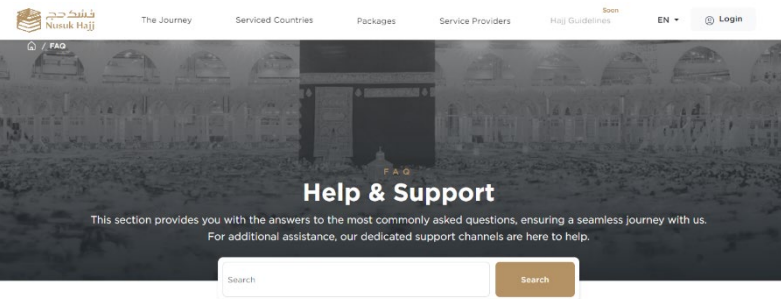 نسك حج
Nusuk Hajj
The Journey
Serviced Countries
Packages
Service Providers
Soon
Hajj Guidelines
EN
Login
/ FAQ
FAQ
Help & Support
This section provides you with the answers to the most commonly asked questions, ensuring a seamless journey with us.
For additional assistance, our dedicated support channels are here to help.
Search
Search